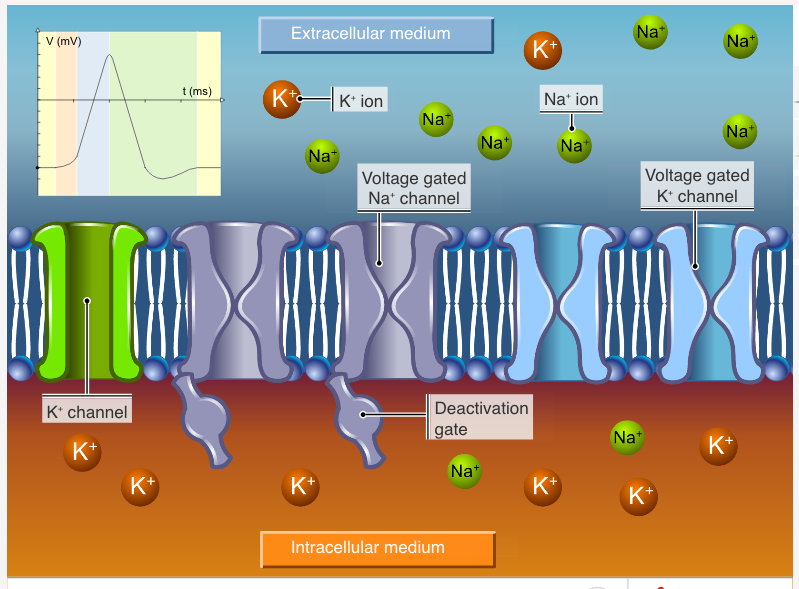 V (mV)
t (ms)
Extracellular medium
K⁺
Na⁺
Na⁺
K⁺
K⁺ ion
Na⁺ ion
Na⁺
Na⁺
Na⁺
Na⁺
Na⁺
Voltage gated
Na⁺ channel
Voltage gated
K⁺ channel
K⁺ channel
Deactivation
gate
K⁺
K⁺
K⁺
Na⁺
K⁺
Na⁺
K⁺
K⁺
Intracellular medium